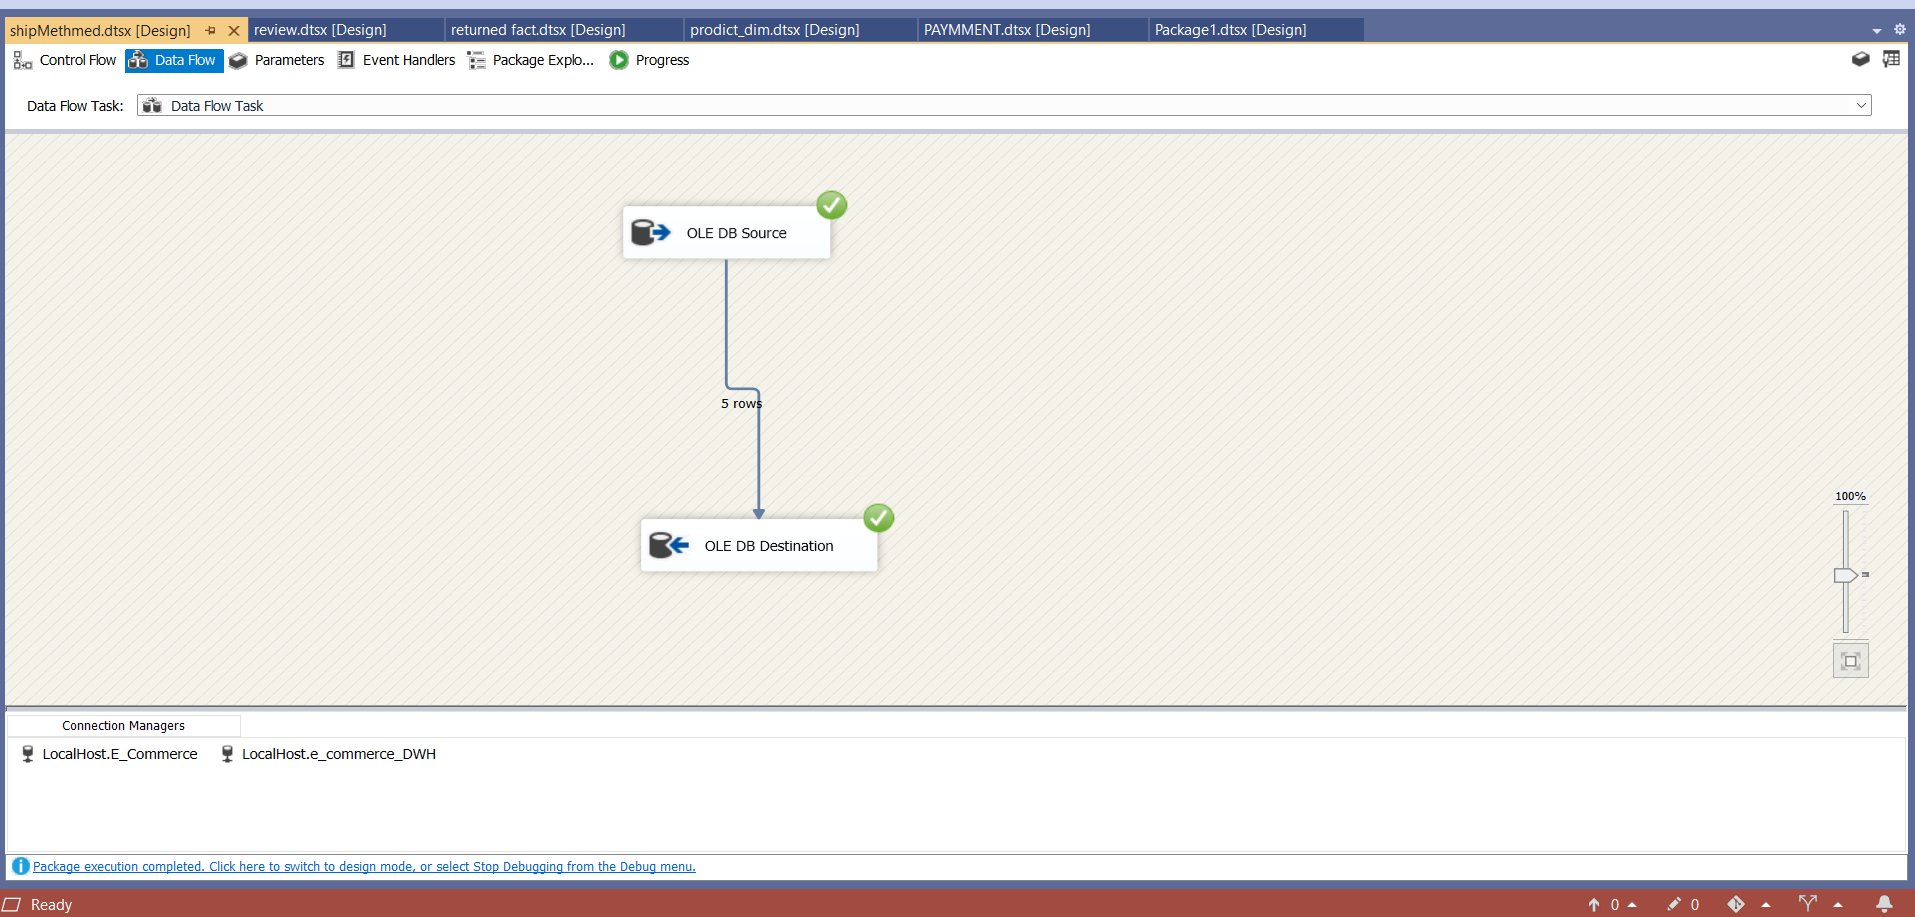 shipMethmed.dtsx [Design] review.dtsx [Design] returned fact.dtsx [Design] prodict_dim.dtsx [Design] PAYMMENT.dtsx [Design] Package1.dtsx [Design]
Control Flow Data Flow Parameters Event Handlers Package Explo... Progress
Data Flow Task: Data Flow Task
OLE DB Source
5 rows
100%
OLE DB Destination
Connection Managers
LocalHost.E_Commerce LocalHost.e_commerce_DWH
Package execution completed. Click here to switch to design mode, or select Stop Debugging from the Debug menu.
Ready 0 0